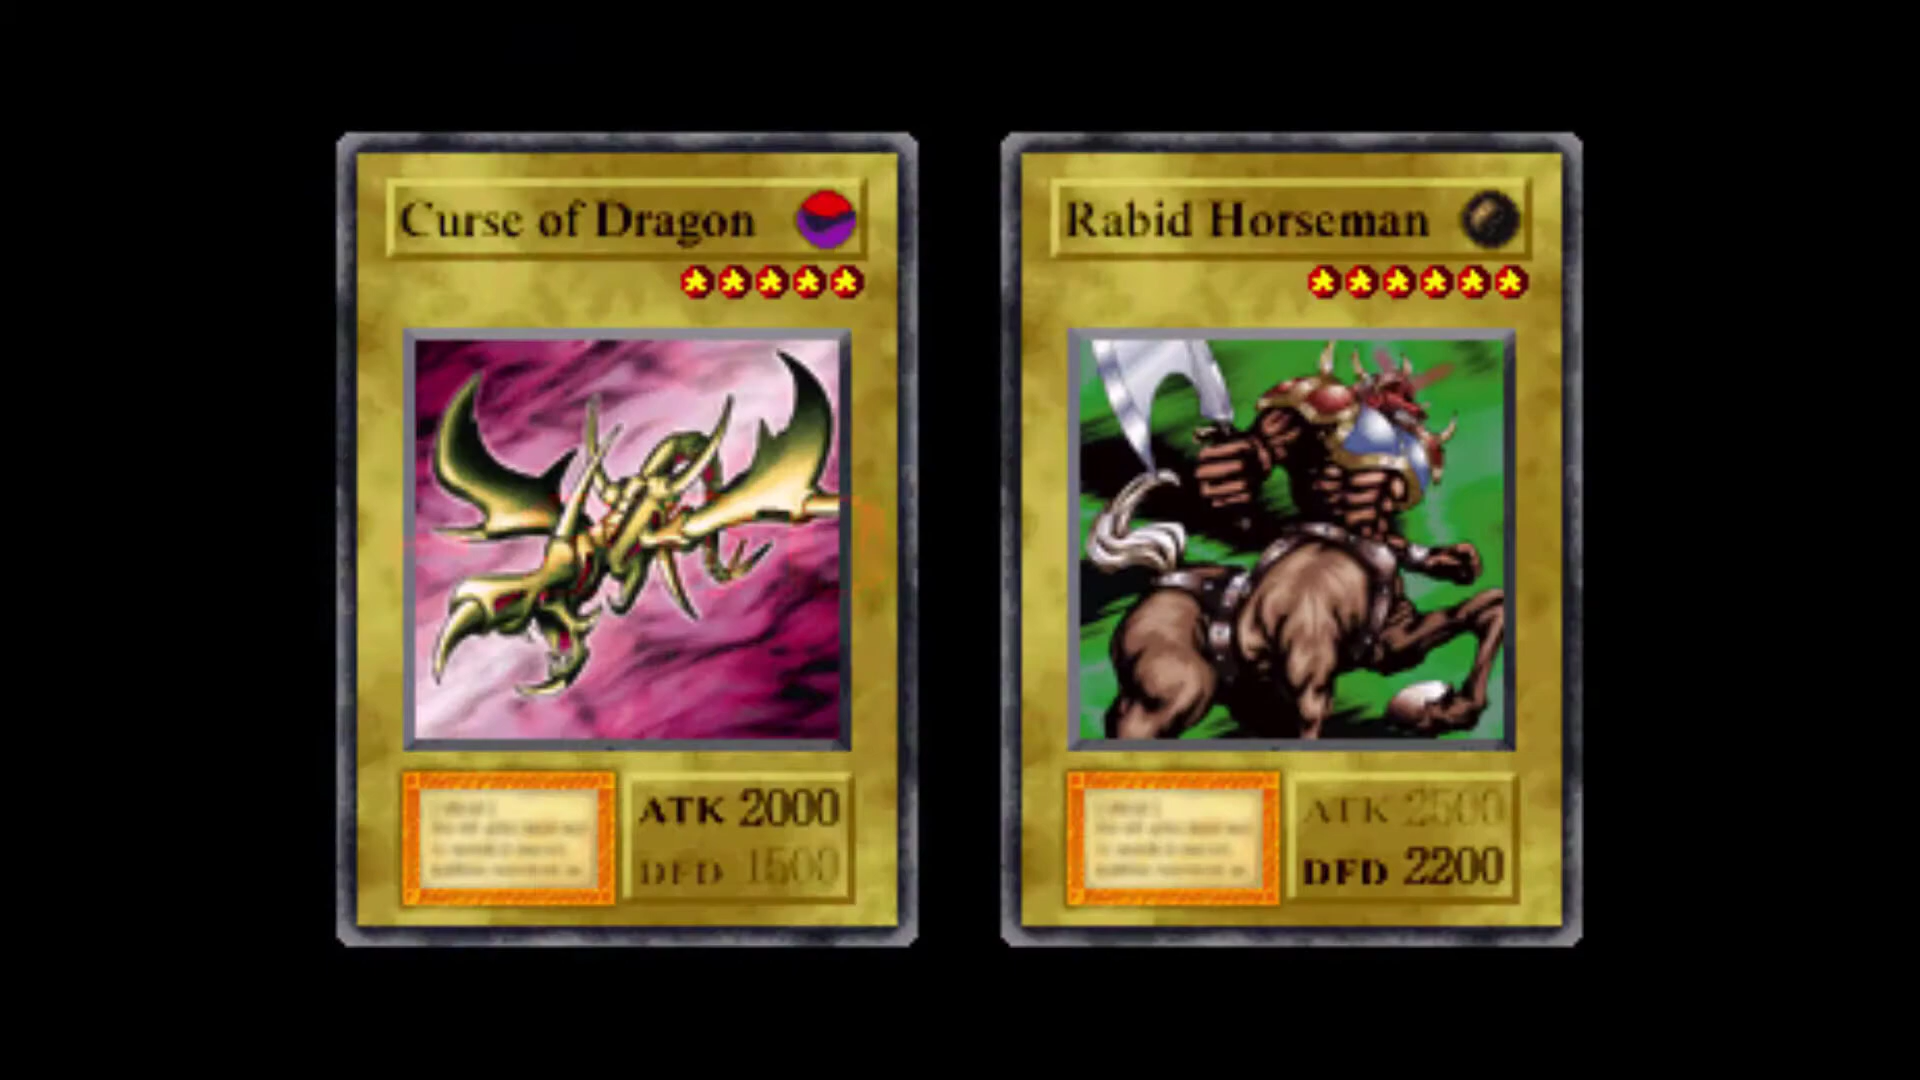 Curse of Dragon
ATK 2000
DFD 1500
Rabid Horseman
ATK 2500
DFD 2200